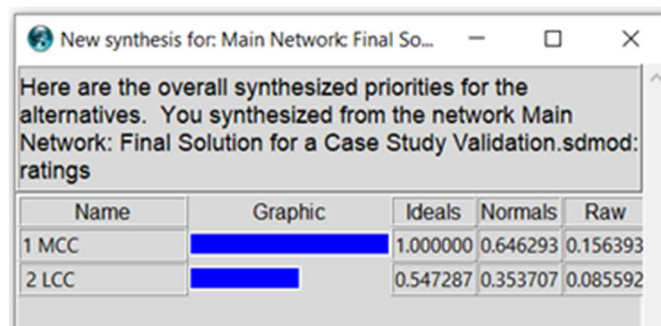 New synthesis for: Main Network: Final So...
Here are the overall synthesized priorities for the
alternatives. You synthesized from the network Main
Network: Final Solution for a Case Study Validation.sdmod:
ratings
Name Graphic Ideals Normals Raw
1 MCC 1.000000 0.646293 0.156393
2 LCC 0.547287 0.353707 0.085592